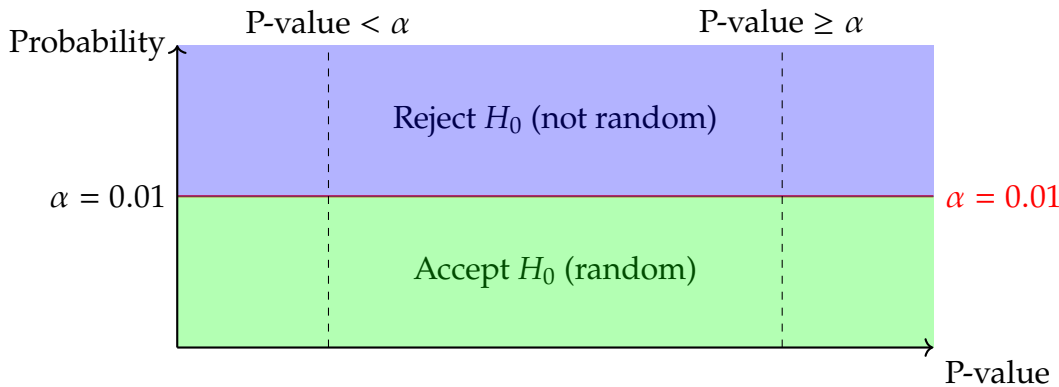 P-value < α
P-value ≥ α
Probability
Reject H₀ (not random)
α = 0.01
α = 0.01
Accept H₀ (random)
P-value